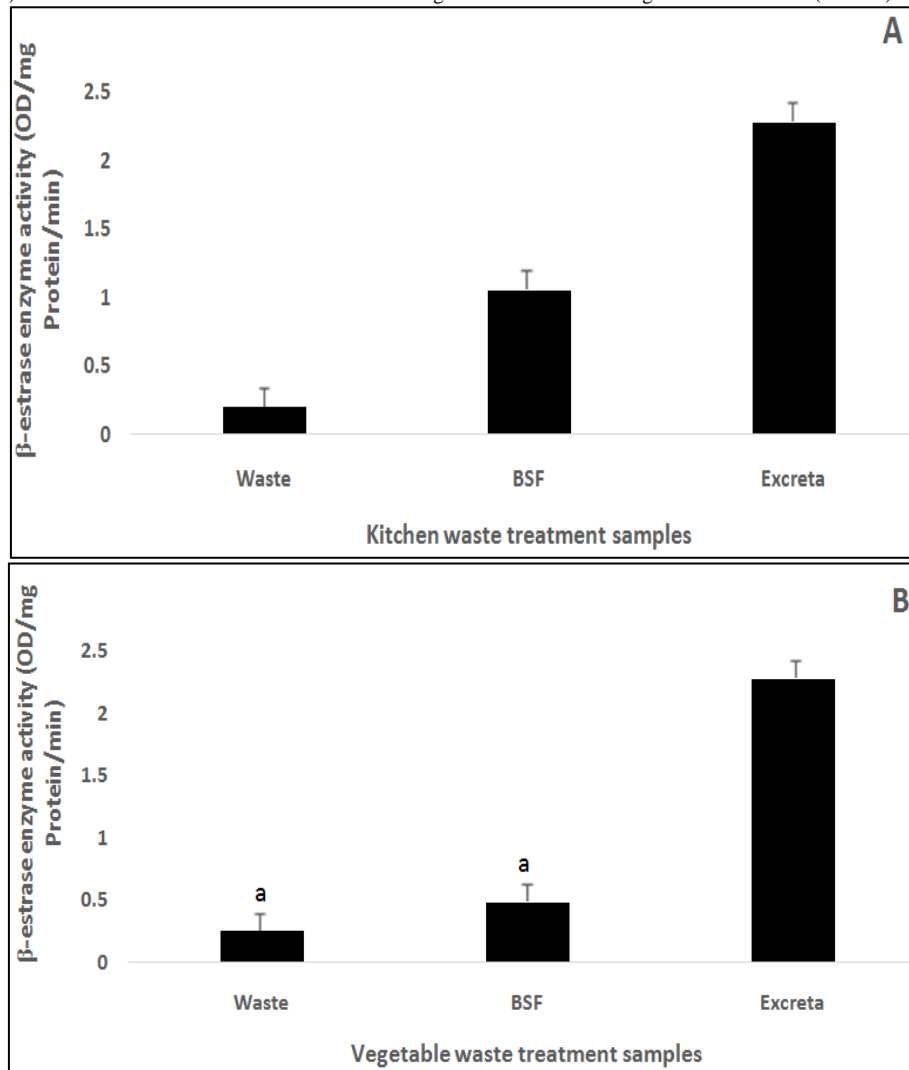 A
β-estrase enzyme activity (OD/mg
Protein/min)
2.5
2
1.5
1
0.5
0
Waste BSF Excreta
Kitchen waste treatment samples
B
β-estrase enzyme activity (OD/mg
Protein/min)
2.5
2
1.5
1
0.5
0
a a
Waste BSF Excreta
Vegetable waste treatment samples